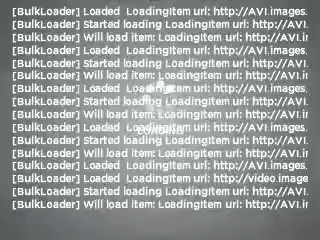 [BulkLoader] Loaded LoadingItem url: http://AVI.images.
[BulkLoader] Started loading LoadingItem url: http://AVI.
[BulkLoader] Will load item: LoadingItem url: http://AVI.ir
[BulkLoader] Loaded LoadingItem url: http://AVI.images.
[BulkLoader] Started loading LoadingItem url: http://AVI.
[BulkLoader] Will load item: LoadingItem url: http://AVI.ir
[BulkLoader] Loaded LoadingItem url: http://AVI.images.
[BulkLoader] Started loading LoadingItem url: http://AVI.
[BulkLoader] Will load item: LoadingItem url: http://AVI.ir
[BulkLoader] Loaded LoadingItem url: http://AVI.images.
LOADING
[BulkLoader] Started loading LoadingItem url: http://AVI.
[BulkLoader] Will load item: LoadingItem url: http://AVI.ir
[BulkLoader] Loaded LoadingItem url: http://AVI.images.
[BulkLoader] Loaded LoadingItem url: http://video.image
[BulkLoader] Started loading LoadingItem url: http://AVI.
[BulkLoader] Will load item: LoadingItem url: http://AVI.ir